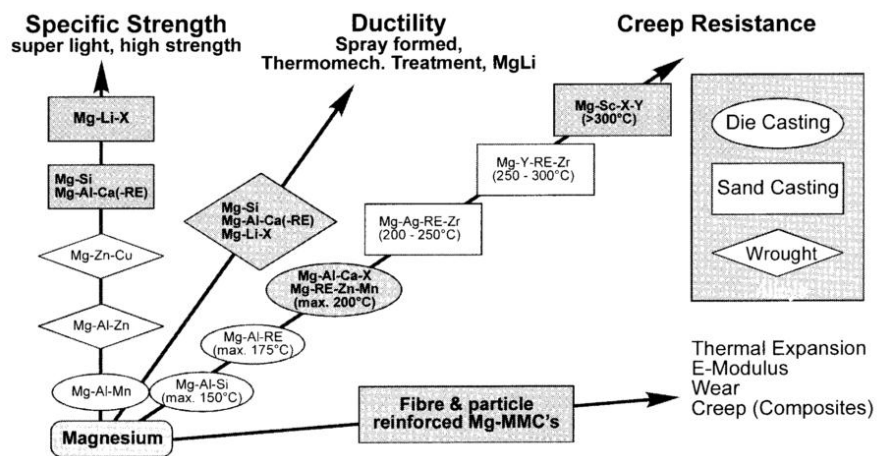 Specific Strength
super light, high strength
Ductility
Spray formed,
Thermomech. Treatment, MgLi
Creep Resistance
Mg-Li-X
Mg-Si
Mg-Al-Ca(-RE)
Mg-Zn-Cu
Mg-Al-Zn
Mg-Al-Mn
Magnesium
Mg-Si
Mg-Al-Ca(-RE)
Mg-Li-X
Mg-Al-Si
(max. 150°C)
Mg-Al-RE
(max. 175°C)
Mg-Al-Ca-X
Mg-RE-Zn-Mn
(max. 200°C)
Mg-Ag-RE-Zr
(200 - 250°C)
Mg-Y-RE-Zr
(250 - 300°C)
Mg-Sc-X-Y
(>300°C)
Die Casting
Sand Casting
Wrought
Fibre & particle
reinforced Mg-MMC's
Thermal Expansion
E-Modulus
Wear
Creep (Composites)